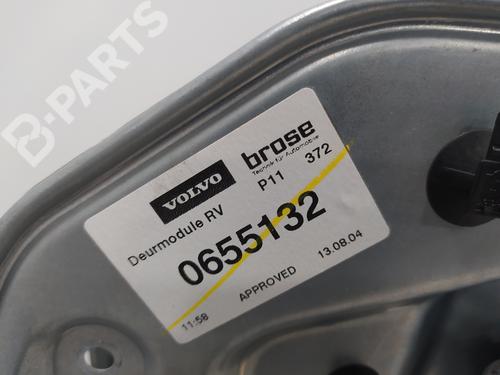 B-PARTS
VOLVO
brose
Technik für Automobile
P11 372
Deurmodule RV
0655132
11:58 APPROVED 13.08.04